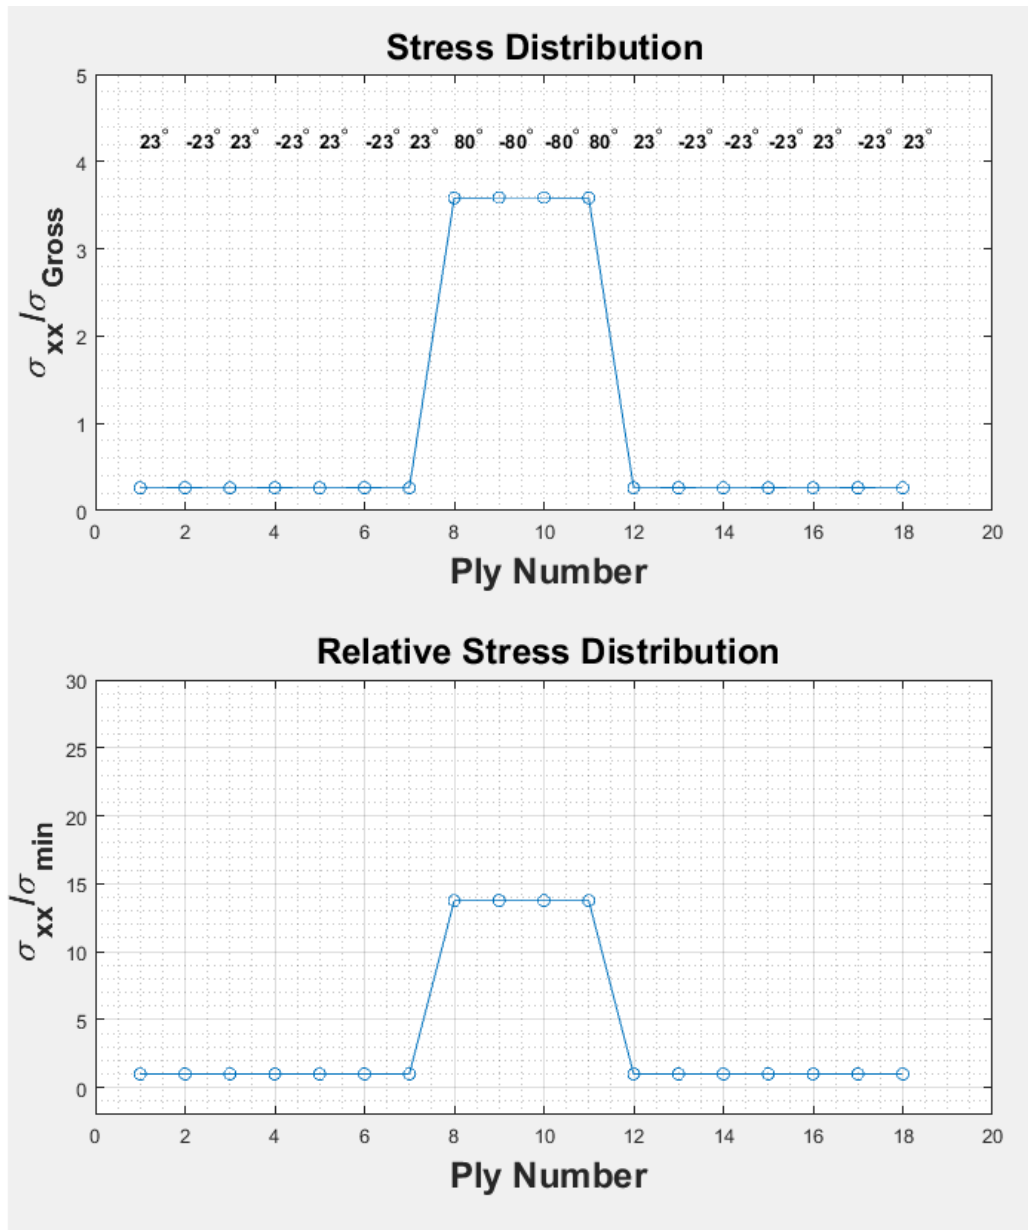 Stress Distribution
5
23° -23° 23° -23° 23° -23° 23° 80° -80° -80° 80° 23° -23° -23° -23° 23° -23° 23°
4
3
2
1
0
σxx/σGross
0 2 4 6 8 10 12 14 16 18 20
Ply Number
Relative Stress Distribution
30
25
20
15
10
5
0
σxx/σmin
0 2 4 6 8 10 12 14 16 18 20
Ply Number